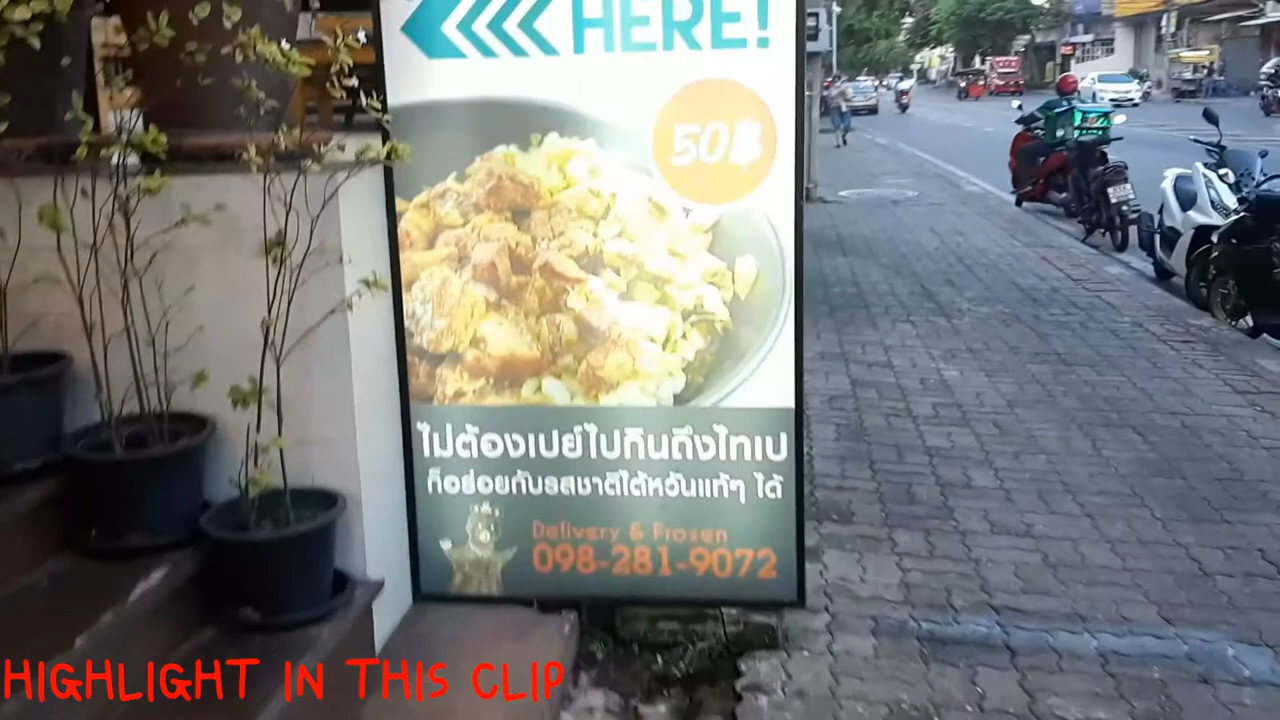 HERE!
50฿
ไม่ต้องเปย์ไปกินถึงไทเป
ก็อร่อยกับรสชาติไต้หวันแท้ๆ ได้
Delivery & Frozen
098-281-9072
HIGHLIGHT IN THIS CLIP